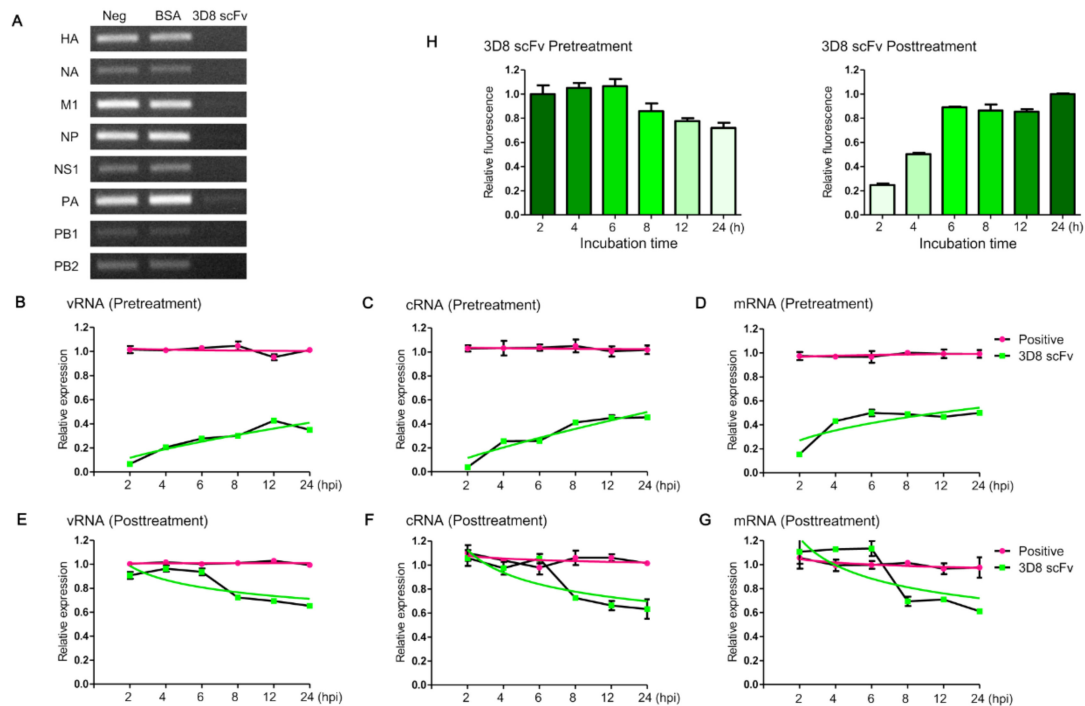 A
Neg BSA 3D8 scFv
HA
NA
M1
NP
NS1
PA
PB1
PB2
H
3D8 scFv Pretreatment
Relative fluorescence
1.2
1.0
0.8
0.6
0.4
0.2
0.0
2 4 6 8 12 24 (h)
Incubation time
3D8 scFv Posttreatment
Relative fluorescence
1.2
1.0
0.8
0.6
0.4
0.2
0.0
2 4 6 8 12 24 (h)
Incubation time
B vRNA (Pretreatment)
Relative expression
1.2
1.0
0.8
0.6
0.4
0.2
0.0
2 4 6 8 12 24 (hpi)
C cRNA (Pretreatment)
Relative expression
1.2
1.0
0.8
0.6
0.4
0.2
0.0
2 4 6 8 12 24 (hpi)
D mRNA (Pretreatment)
Relative expression
1.2
1.0
0.8
0.6
0.4
0.2
0.0
2 4 6 8 12 24 (hpi)
Positive
3D8 scFv
E vRNA (Posttreatment)
Relative expression
1.2
1.0
0.8
0.6
0.4
0.2
0.0
2 4 6 8 12 24 (hpi)
F cRNA (Posttreatment)
Relative expression
1.2
1.0
0.8
0.6
0.4
0.2
0.0
2 4 6 8 12 24 (hpi)
G mRNA (Posttreatment)
Relative expression
1.2
1.0
0.8
0.6
0.4
0.2
0.0
2 4 6 8 12 24 (hpi)
Positive
3D8 scFv